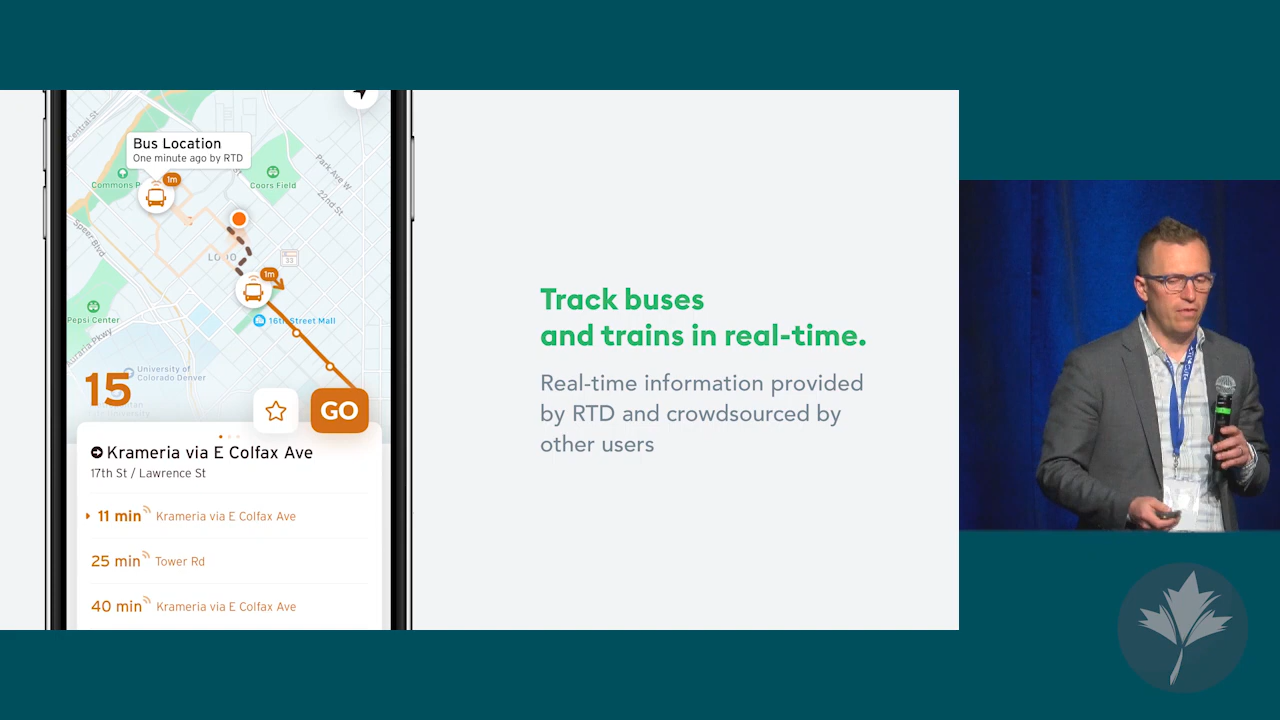 Central St
Bus Location
One minute ago by RTD
1m
Commons P
Coors Field
Park Ave W
22nd St
Speer Blvd
33
1m
16th Street Mall
Pepsi Center
Auraria Pkwy
University of
Colorado Denver
15
GO
Krameria via E Colfax Ave
17th St / Lawrence St
11 min Krameria via E Colfax Ave
25 min Tower Rd
40 min Krameria via E Colfax Ave
Track buses
and trains in real-time.
Real-time information provided
by RTD and crowdsourced by
other users